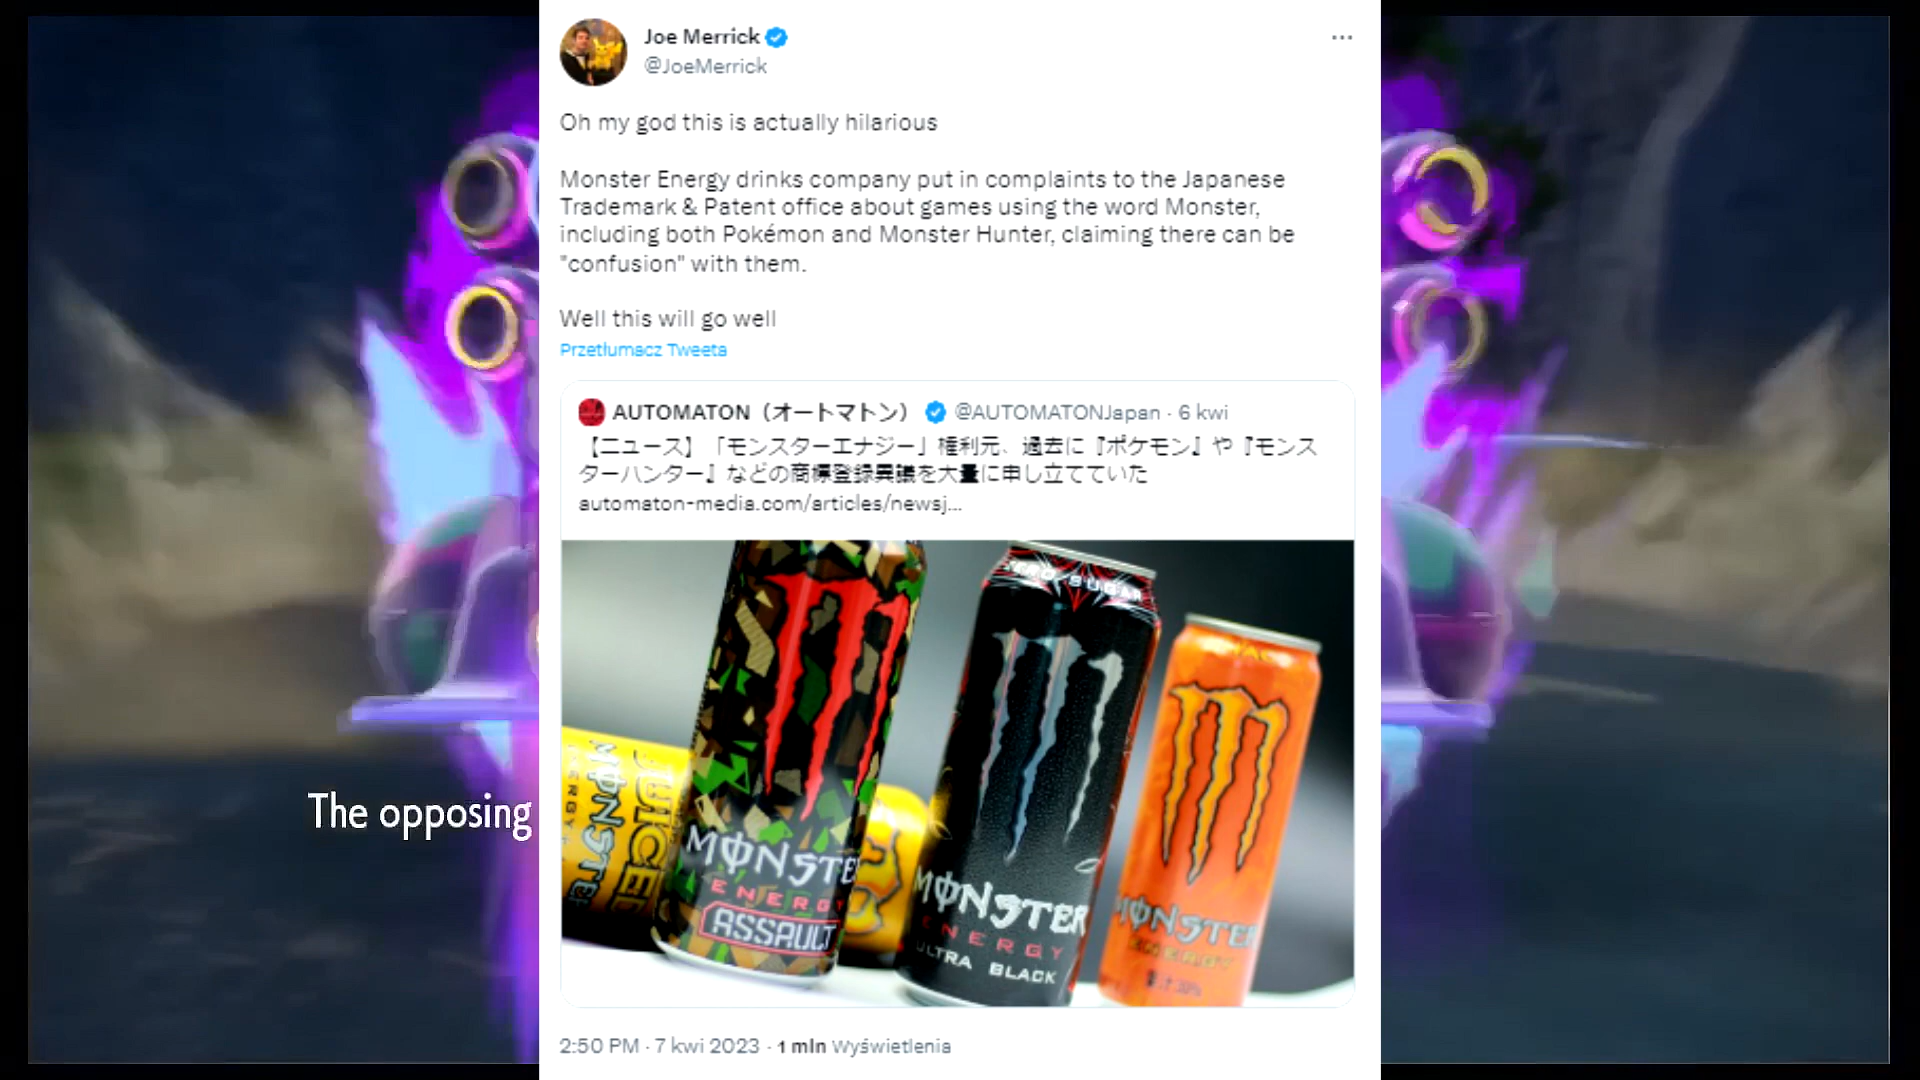 Joe Merrick
@JoeMerrick
Oh my god this is actually hilarious
Monster Energy drinks company put in complaints to the Japanese
Trademark & Patent office about games using the word Monster,
including both Pokémon and Monster Hunter, claiming there can be
"confusion" with them.
Well this will go well
Przetłumacz Tweeta
AUTOMATON（オートマトン） @AUTOMATONJapan · 6 kwi
【ニュース】「モンスターエナジー」権利元、過去に『ポケモン』や『モンス
ターハンター』などの商標登録異議を大量に申し立てていた
automaton-media.com/articles/newsj...
ZERO SUGAR
JUICED
MONSTER
ENERGY
MONSTE
ENERGY
ASSAULT
MONSTER
ENERGY
ULTRA BLACK
MONSTER
ENERGY
The opposing
2:50 PM · 7 kwi 2023 · 1 mln Wyświetlenia